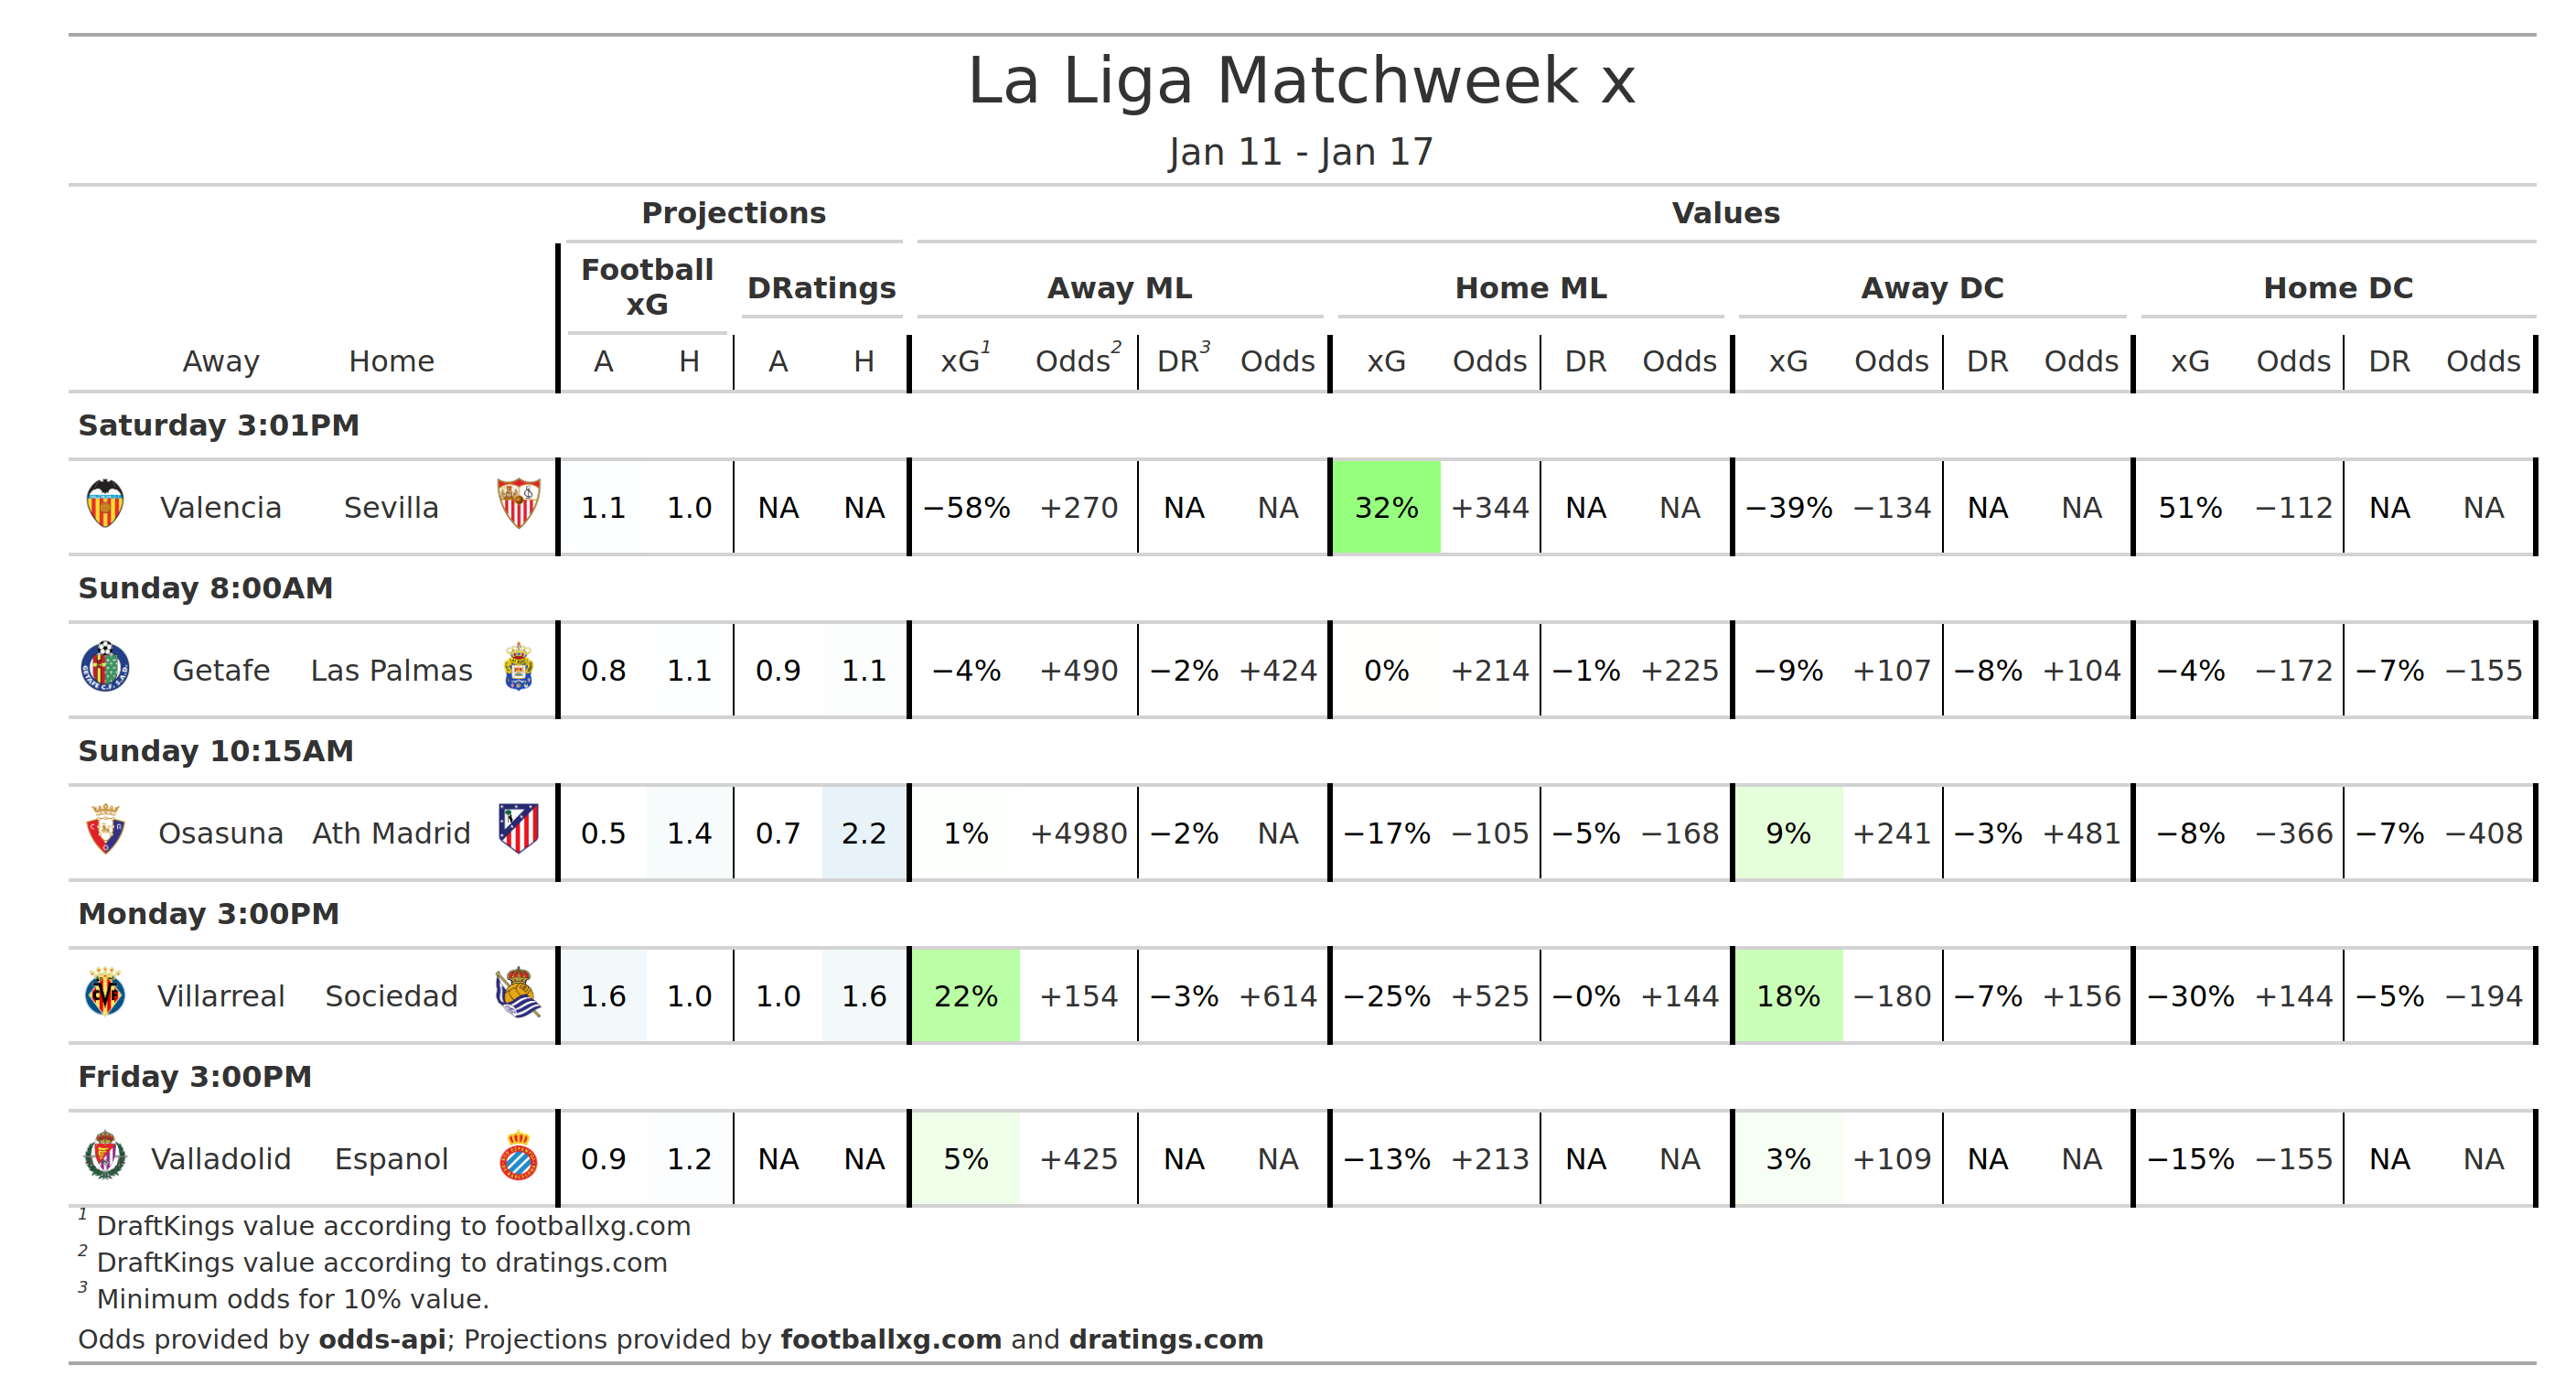 La Liga Matchweek x
Jan 11 - Jan 17
Projections Values
Football xG DRatings Away ML Home ML Away DC Home DC
Away Home A H A H xG1 Odds2 DR3 Odds xG Odds DR Odds xG Odds DR Odds xG Odds DR Odds
Saturday 3:01PM
Valencia Sevilla 1.1 1.0 NA NA −58% +270 NA NA 32% +344 NA NA −39% −134 NA NA 51% −112 NA NA
Sunday 8:00AM
Getafe Las Palmas 0.8 1.1 0.9 1.1 −4% +490 −2% +424 0% +214 −1% +225 −9% +107 −8% +104 −4% −172 −7% −155
Sunday 10:15AM
Osasuna Ath Madrid 0.5 1.4 0.7 2.2 1% +4980 −2% NA −17% −105 −5% −168 9% +241 −3% +481 −8% −366 −7% −408
Monday 3:00PM
Villarreal Sociedad 1.6 1.0 1.0 1.6 22% +154 −3% +614 −25% +525 −0% +144 18% −180 −7% +156 −30% +144 −5% −194
Friday 3:00PM
Valladolid Espanol 0.9 1.2 NA NA 5% +425 NA NA −13% +213 NA NA 3% +109 NA NA −15% −155 NA NA
1 DraftKings value according to footballxg.com
2 DraftKings value according to dratings.com
3 Minimum odds for 10% value.
Odds provided by odds-api; Projections provided by footballxg.com and dratings.com